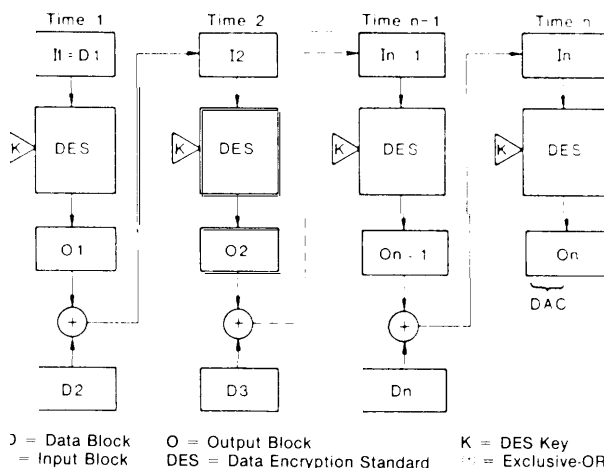 Time 1 Time 2 Time n-1 Time n
I1 = D1 I2 In - 1 In
K DES K DES K DES K DES
O1 O2 On - 1 On
DAC
D2 D3 Dn
= Data Block O = Output Block K = DES Key
= Input Block DES = Data Encryption Standard = Exclusive-OR